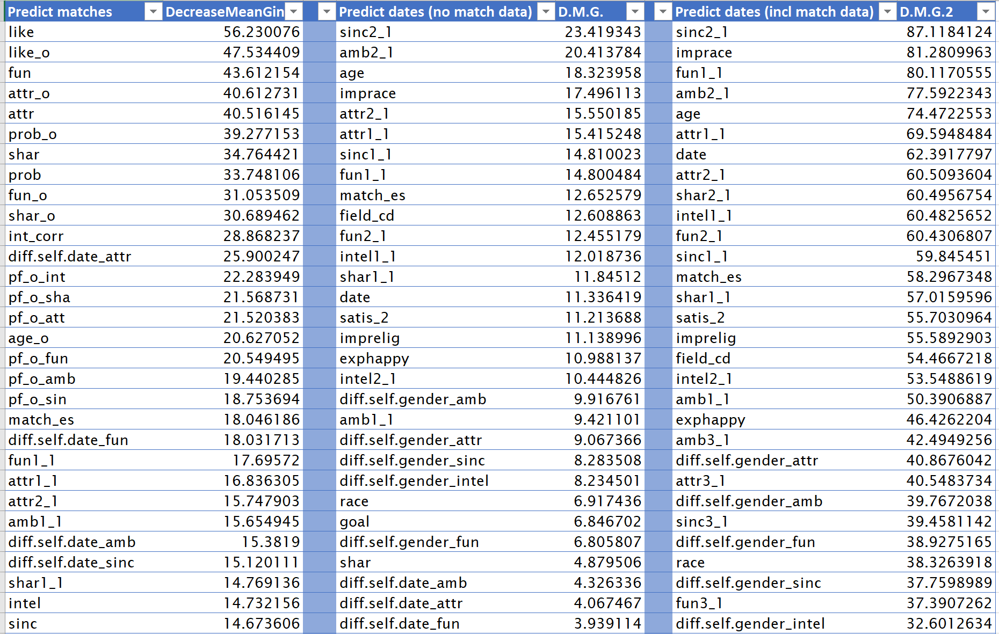 Predict matches DecreaseMeanGin Predict dates (no match data) D.M.G. Predict dates (incl match data) D.M.G.2
like 56.230076 sinc2_1 23.419343 sinc2_1 87.1184124
like_o 47.534409 amb2_1 20.413784 imprace 81.2809963
fun 43.612154 age 18.323958 fun1_1 80.1170555
attr_o 40.612731 imprace 17.496113 amb2_1 77.5922343
attr 40.516145 attr2_1 15.550185 age 74.4722553
prob_o 39.277153 attr1_1 15.415248 attr1_1 69.5948484
shar 34.764421 sinc1_1 14.810023 date 62.3917797
prob 33.748106 fun1_1 14.800484 attr2_1 60.5093604
fun_o 31.053509 match_es 12.652579 shar2_1 60.4956754
shar_o 30.689462 field_cd 12.608863 intel1_1 60.4825652
int_corr 28.868237 fun2_1 12.455179 fun2_1 60.4306807
diff.self.date_attr 25.900247 intel1_1 12.018736 sinc1_1 59.845451
pf_o_int 22.283949 shar1_1 11.84512 match_es 58.2967348
pf_o_sha 21.568731 date 11.336419 shar1_1 57.0159596
pf_o_att 21.520383 satis_2 11.213688 satis_2 55.7030964
age_o 20.627052 imprelig 11.138996 imprelig 55.5892903
pf_o_fun 20.549495 exphappy 10.988137 field_cd 54.4667218
pf_o_amb 19.440285 intel2_1 10.444826 intel2_1 53.5488619
pf_o_sin 18.753694 diff.self.gender_amb 9.916761 amb1_1 50.3906887
match_es 18.046186 amb1_1 9.421101 exphappy 46.4262204
diff.self.date_fun 18.031713 diff.self.gender_attr 9.067366 amb3_1 42.4949256
fun1_1 17.69572 diff.self.gender_sinc 8.283508 diff.self.gender_attr 40.8676042
attr1_1 16.836305 diff.self.gender_intel 8.234501 attr3_1 40.5483734
attr2_1 15.747903 race 6.917436 diff.self.gender_amb 39.7672038
amb1_1 15.654945 goal 6.846702 sinc3_1 39.4581142
diff.self.date_amb 15.3819 diff.self.gender_fun 6.805807 diff.self.gender_fun 38.9275165
diff.self.date_sinc 15.120111 shar 4.879506 race 38.3263918
shar1_1 14.769136 diff.self.date_amb 4.326336 diff.self.gender_sinc 37.7598989
intel 14.732156 diff.self.date_attr 4.067467 fun3_1 37.3907262
sinc 14.673606 diff.self.date_fun 3.939114 diff.self.gender_intel 32.6012634